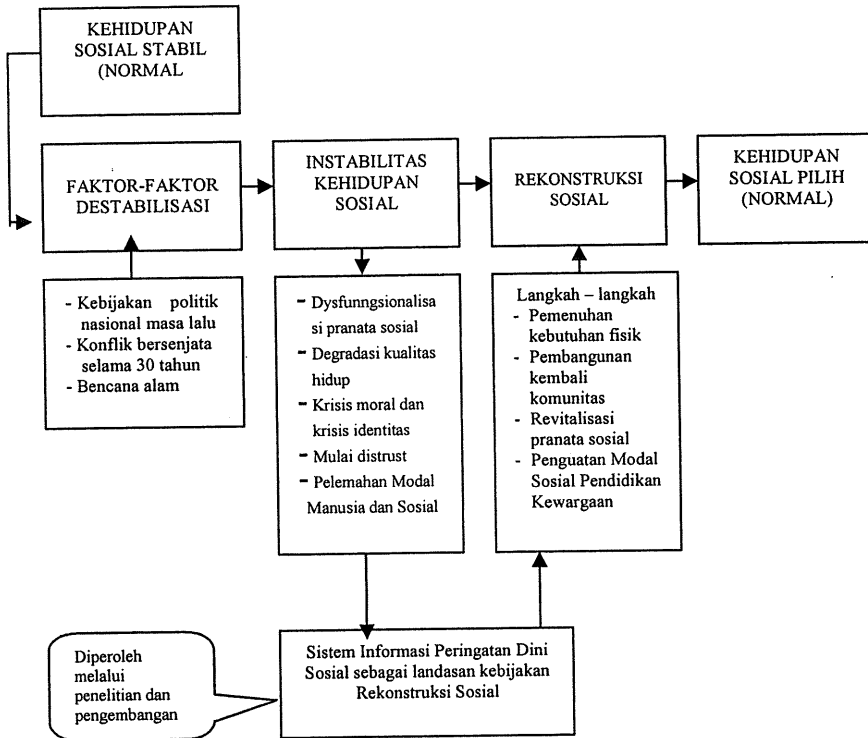 KEHIDUPAN
SOSIAL STABIL
(NORMAL
FAKTOR-FAKTOR
DESTABILISASI
INSTABILITAS
KEHIDUPAN
SOSIAL
REKONSTRUKSI
SOSIAL
KEHIDUPAN
SOSIAL PILIH
(NORMAL)
- Kebijakan politik
nasional masa lalu
- Konflik bersenjata
selama 30 tahun
- Bencana alam
- Dysfunngsionalisa
si pranata sosial
- Degradasi kualitas
hidup
- Krisis moral dan
krisis identitas
- Mulai distrust
- Pelemahan Modal
Manusia dan Sosial
Langkah – langkah
- Pemenuhan
kebutuhan fisik
- Pembangunan
kembali
komunitas
- Revitalisasi
pranata sosial
- Penguatan Modal
Sosial Pendidikan
Kewargaan
Diperoleh
melalui
penelitian dan
pengembangan
Sistem Informasi Peringatan Dini
Sosial sebagai landasan kebijakan
Rekonstruksi Sosial